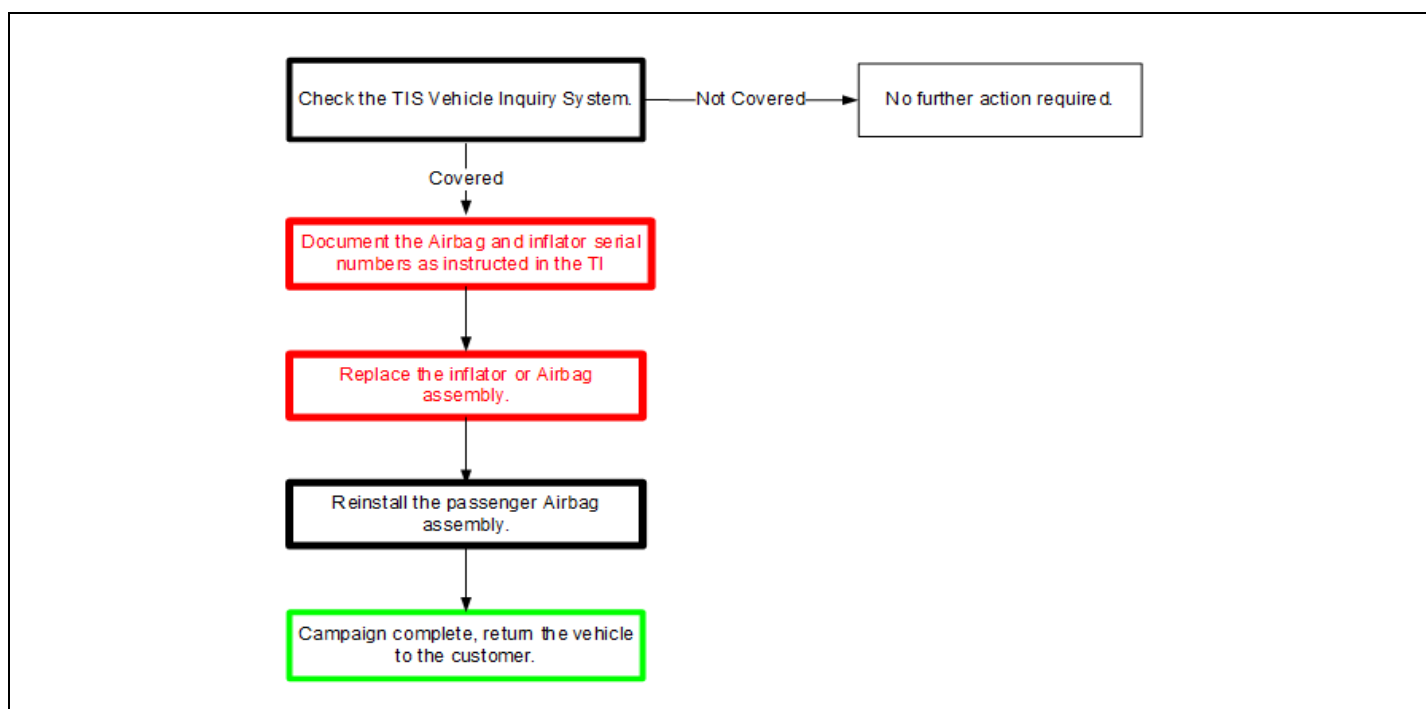 Check the TIS Vehicle Inquiry System.
Not Covered
No further action required.
Covered
Document the Airbag and inflator serial
numbers as instructed in the TI
Replace the inflator or Airbag
assembly.
Reinstall the passenger Airbag
assembly.
Campaign complete, return the vehicle
to the customer.